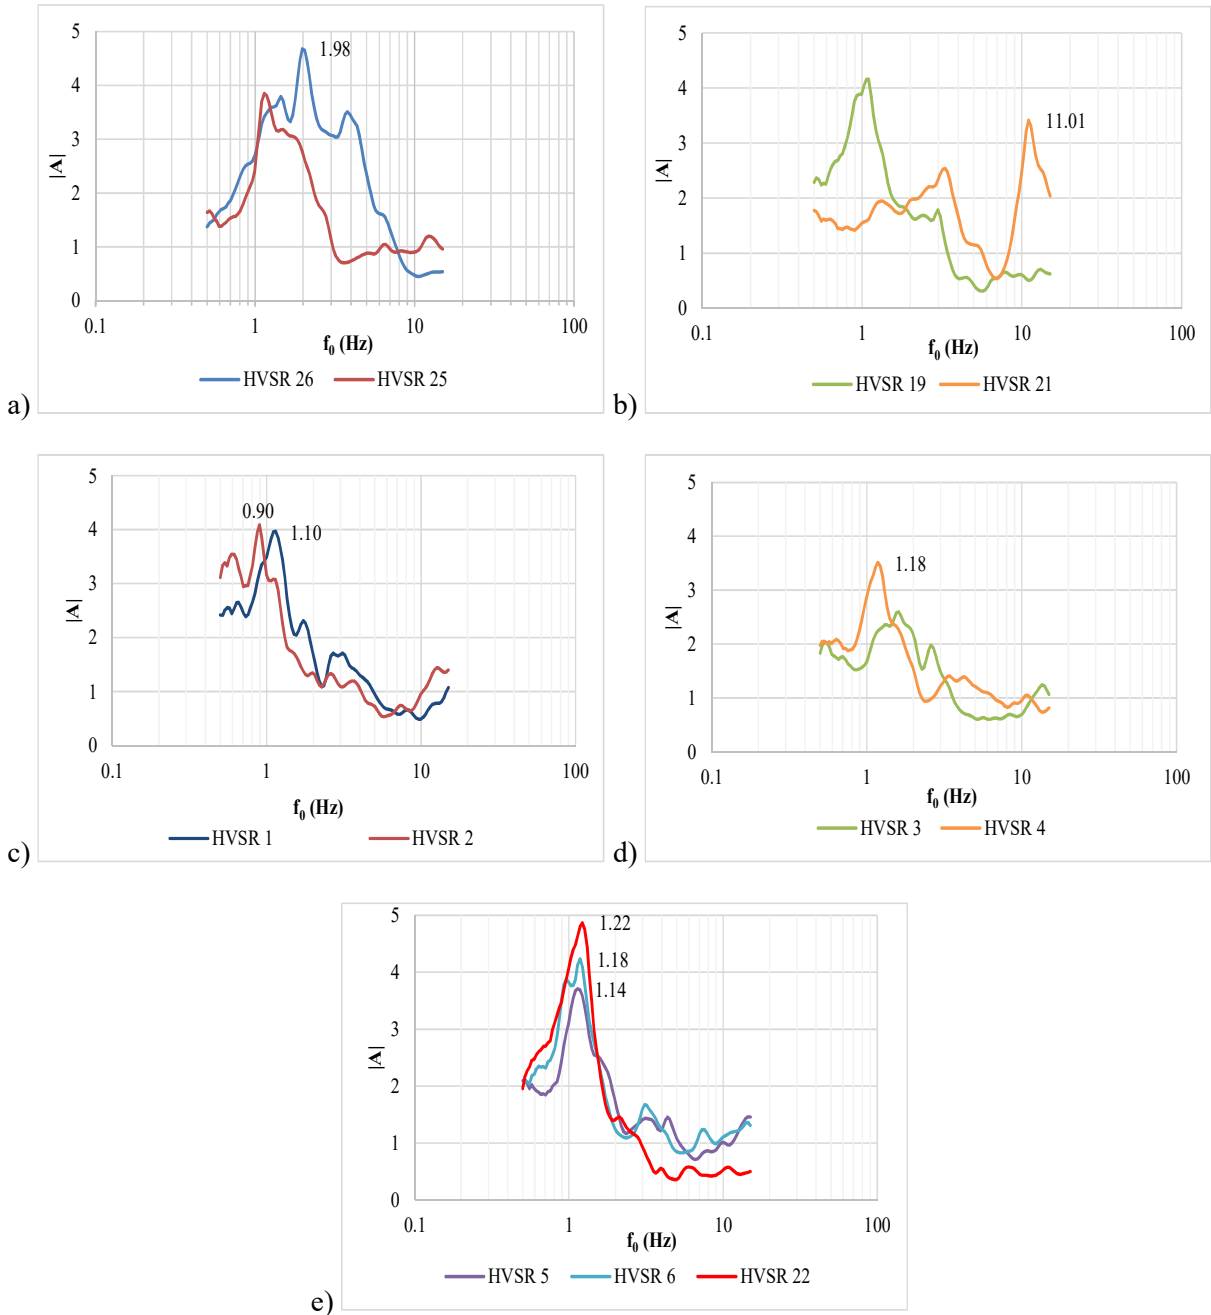 5
4
3
2
1
0
|A|
1.98
0.1
1
10
100
f₀ (Hz)
HVSR 26
HVSR 25
a)
5
4
3
2
1
0
|A|
11.01
0.1
1
10
100
f₀ (Hz)
HVSR 19
HVSR 21
b)
5
4
3
2
1
0
|A|
0.90
1.10
0.1
1
10
100
f₀ (Hz)
HVSR 1
HVSR 2
c)
5
4
3
2
1
0
|A|
1.18
0.1
1
10
100
f₀ (Hz)
HVSR 3
HVSR 4
d)
5
4
3
2
1
0
|A|
1.22
1.18
1.14
0.1
1
10
100
f₀ (Hz)
HVSR 5
HVSR 6
HVSR 22
e)